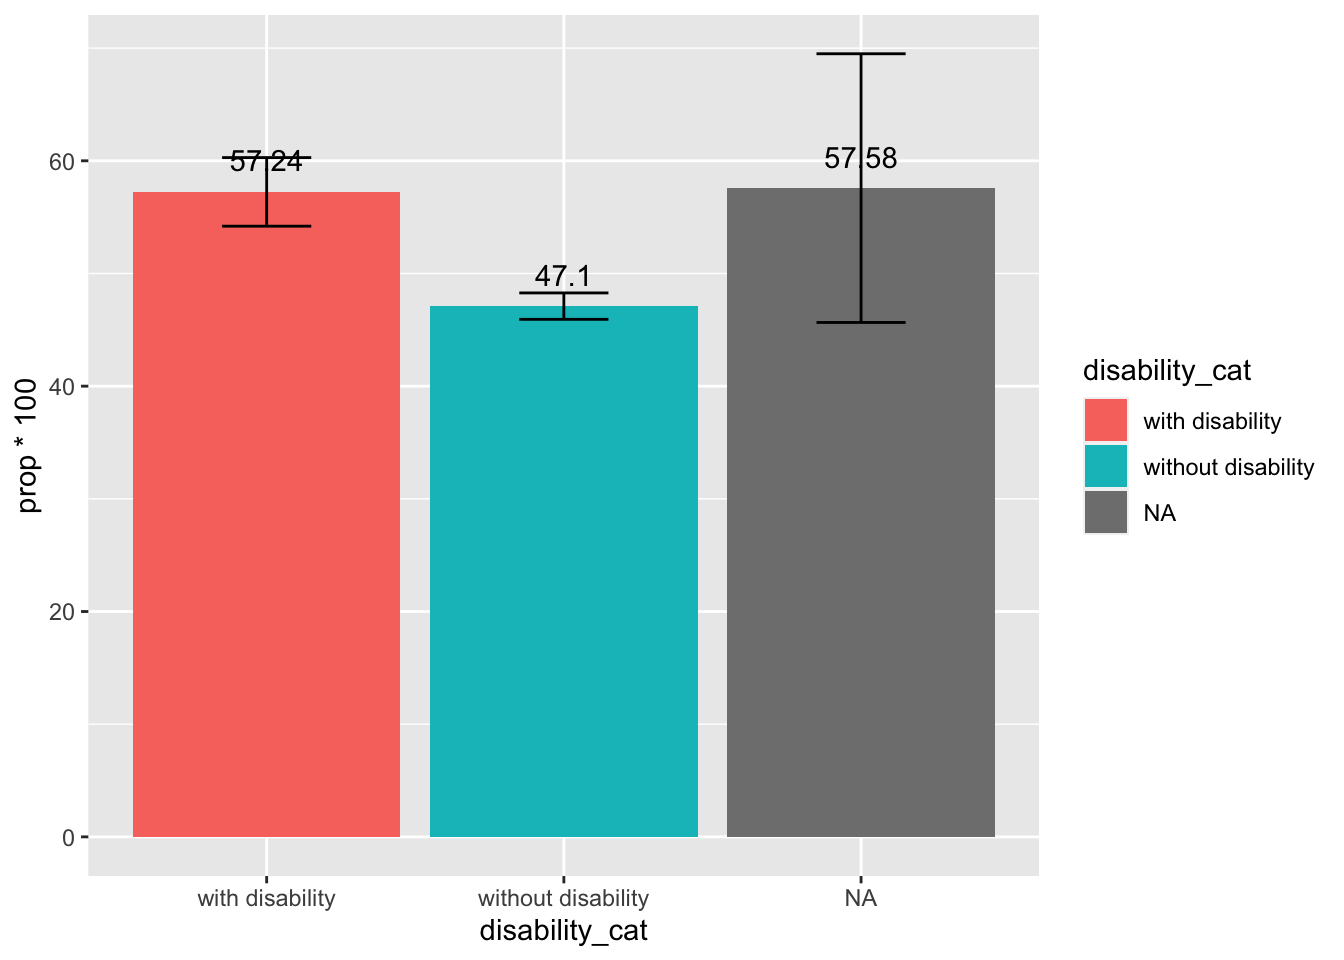 57.24
57.58
47.1
60
40
20
0
prop * 100
with disability
without disability
NA
disability_cat
disability_cat
with disability
without disability
NA